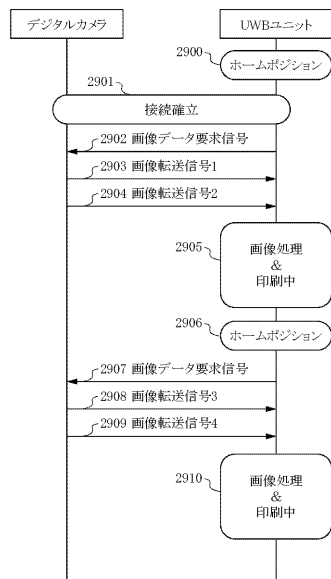 デジタルカメラ
UWBユニット
2900
ホームポジション
2901
接続確立
2902 画像データ要求信号
2903 画像転送信号1
2904 画像転送信号2
2905
画像処理
&
印刷中
2906
ホームポジション
2907 画像データ要求信号
2908 画像転送信号3
2909 画像転送信号4
2910
画像処理
&
印刷中